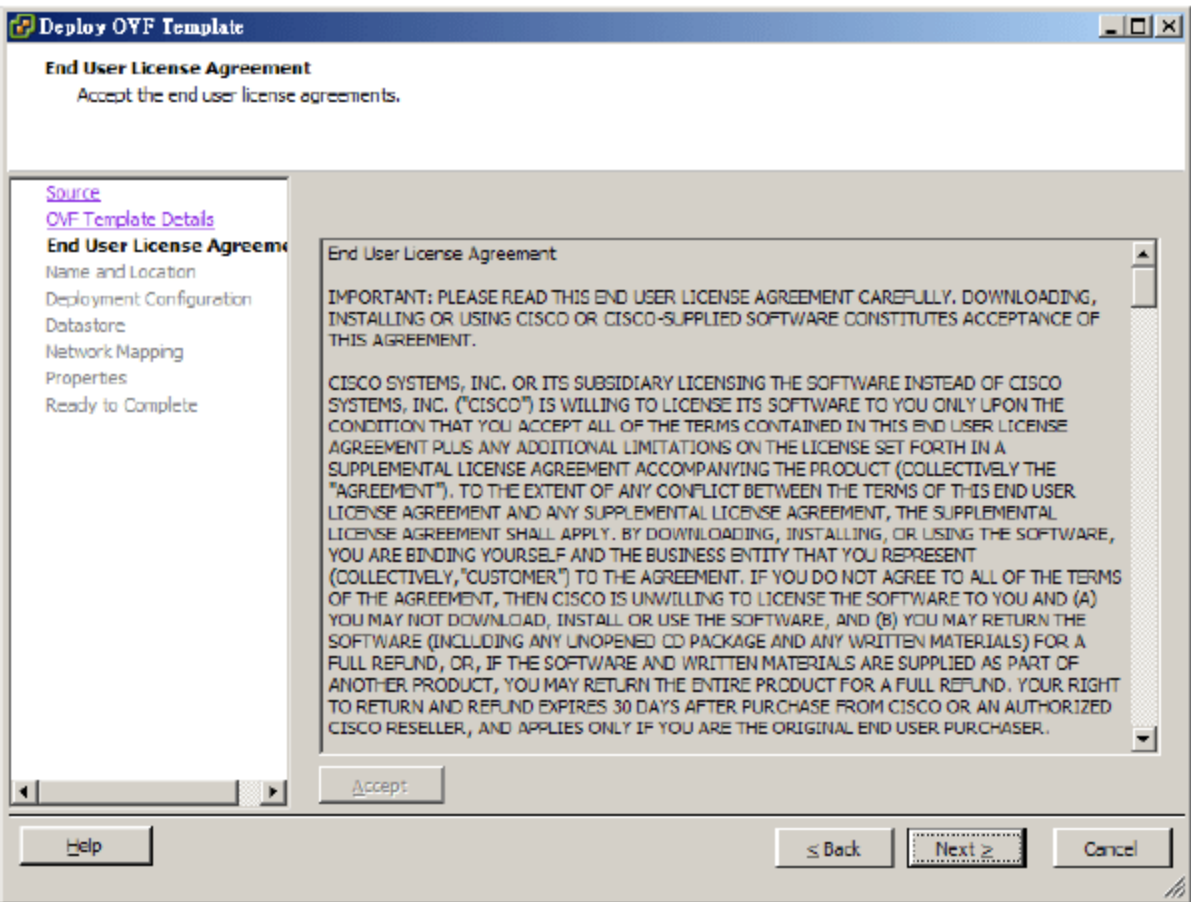 Deploy OVF Template
End User License Agreement
Accept the end user license agreements.
Source
OVF Template Details
End User License Agreeme
Name and Location
Deployment Configuration
Datastore
Network Mapping
Properties
Ready to Complete
End User License Agreement
IMPORTANT: PLEASE READ THIS END USER LICENSE AGREEMENT CAREFULLY. DOWNLOADING,
INSTALLING OR USING CISCO OR CISCO-SUPPLIED SOFTWARE CONSTITUTES ACCEPTANCE OF
THIS AGREEMENT.
CISCO SYSTEMS, INC. OR ITS SUBSIDIARY LICENSING THE SOFTWARE INSTEAD OF CISCO
SYSTEMS, INC. ("CISCO") IS WILLING TO LICENSE ITS SOFTWARE TO YOU ONLY UPON THE
CONDITION THAT YOU ACCEPT ALL OF THE TERMS CONTAINED IN THIS END USER LICENSE
AGREEMENT PLUS ANY ADDITIONAL LIMITATIONS ON THE LICENSE SET FORTH IN A
SUPPLEMENTAL LICENSE AGREEMENT ACCOMPANYING THE PRODUCT (COLLECTIVELY THE
"AGREEMENT"). TO THE EXTENT OF ANY CONFLICT BETWEEN THE TERMS OF THIS END USER
LICENSE AGREEMENT AND ANY SUPPLEMENTAL LICENSE AGREEMENT, THE SUPPLEMENTAL
LICENSE AGREEMENT SHALL APPLY. BY DOWNLOADING, INSTALLING, OR USING THE SOFTWARE,
YOU ARE BINDING YOURSELF AND THE BUSINESS ENTITY THAT YOU REPRESENT
(COLLECTIVELY,"CUSTOMER") TO THE AGREEMENT. IF YOU DO NOT AGREE TO ALL OF THE TERMS
OF THE AGREEMENT, THEN CISCO IS UNWILLING TO LICENSE THE SOFTWARE TO YOU AND (A)
YOU MAY NOT DOWNLOAD, INSTALL OR USE THE SOFTWARE, AND (B) YOU MAY RETURN THE
SOFTWARE (INCLUDING ANY UNOPENED CD PACKAGE AND ANY WRITTEN MATERIALS) FOR A
FULL REFUND, OR, IF THE SOFTWARE AND WRITTEN MATERIALS ARE SUPPLIED AS PART OF
ANOTHER PRODUCT, YOU MAY RETURN THE ENTIRE PRODUCT FOR A FULL REFUND. YOUR RIGHT
TO RETURN AND REFUND EXPIRES 30 DAYS AFTER PURCHASE FROM CISCO OR AN AUTHORIZED
CISCO RESELLER, AND APPLIES ONLY IF YOU ARE THE ORIGINAL END USER PURCHASER.
Accept
Help
≤ Back
Next ≥
Cancel